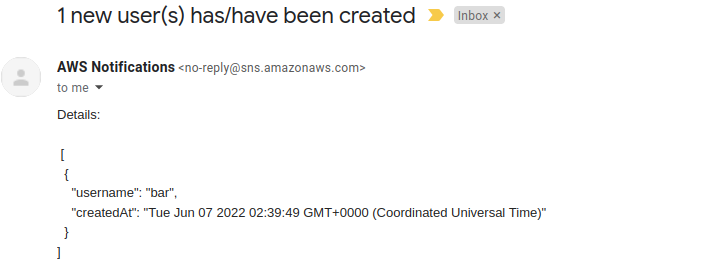 1 new user(s) has/have been created Inbox ×
AWS Notifications <no-reply@sns.amazonaws.com>
to me
Details:
[
{
"username": "bar",
"createdAt": "Tue Jun 07 2022 02:39:49 GMT+0000 (Coordinated Universal Time)"
}
]